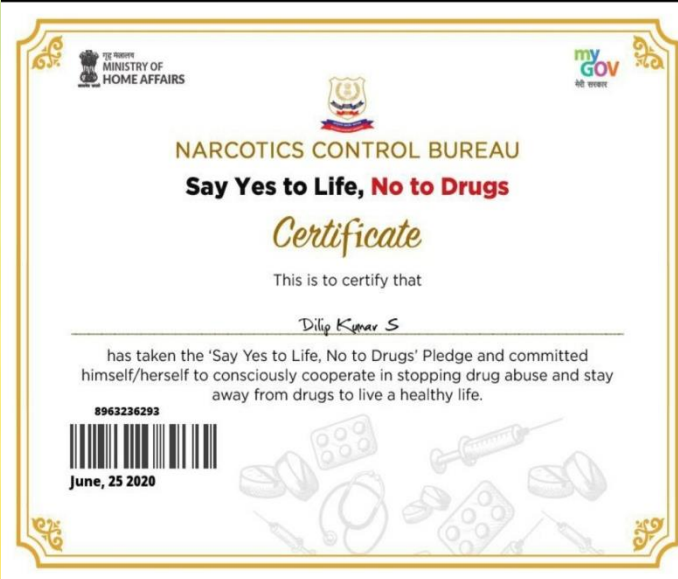 गृह मंत्रालय
MINISTRY OF
HOME AFFAIRS
my
GOV
मेरी सरकार
NARCOTICS CONTROL BUREAU
Say Yes to Life, No to Drugs
Certificate
This is to certify that
Dilip Kumar S
has taken the ‘Say Yes to Life, No to Drugs’ Pledge and committed
himself/herself to consciously cooperate in stopping drug abuse and stay
away from drugs to live a healthy life.
8963236293
June, 25 2020